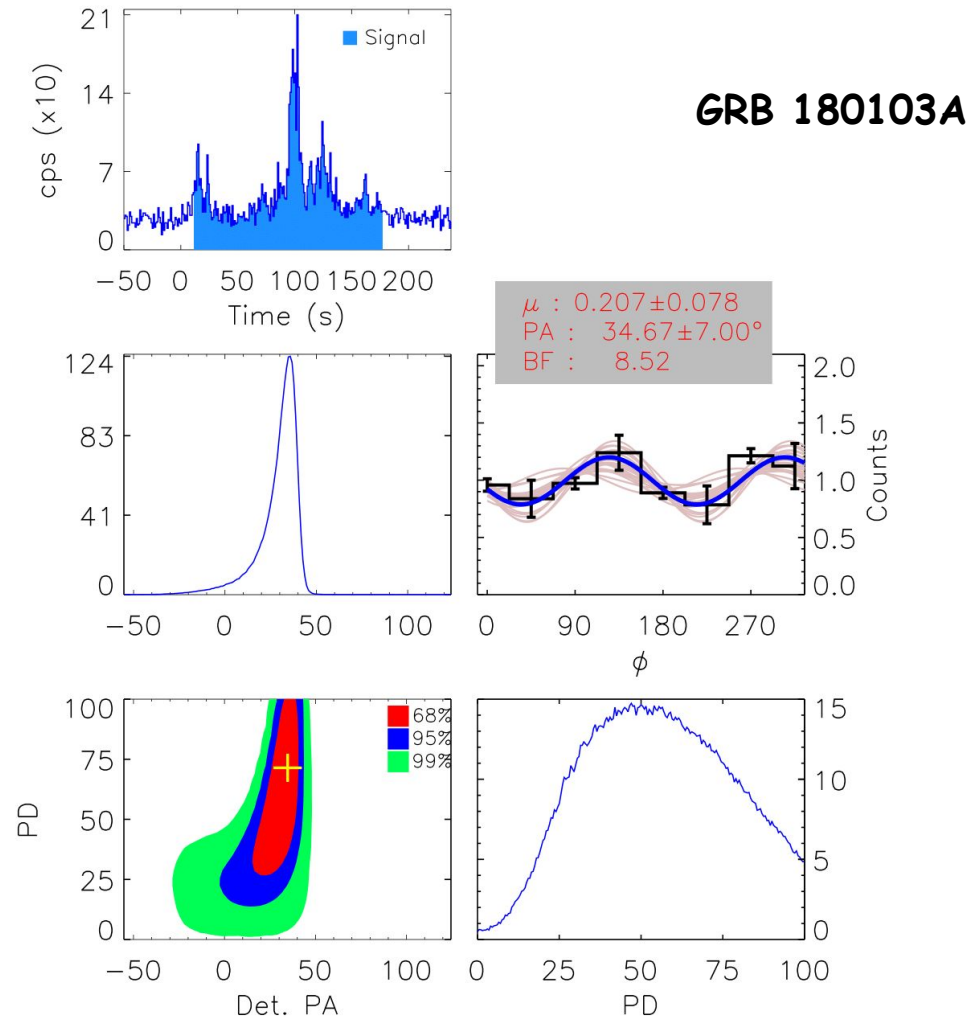 GRB 180103A
21
14
7
0
cps (x10)
Signal
−50 0 50 100 150 200
Time (s)
μ : 0.207±0.078
PA : 34.67±7.00°
BF : 8.52
124
83
41
0
−50 0 50 100
2.0
1.5
1.0
0.5
0.0
Counts
0 90 180 270
φ
100
75
50
25
0
PD
68%
95%
99%
−50 0 50 100
Det. PA
15
10
5
0
0 25 50 75 100
PD